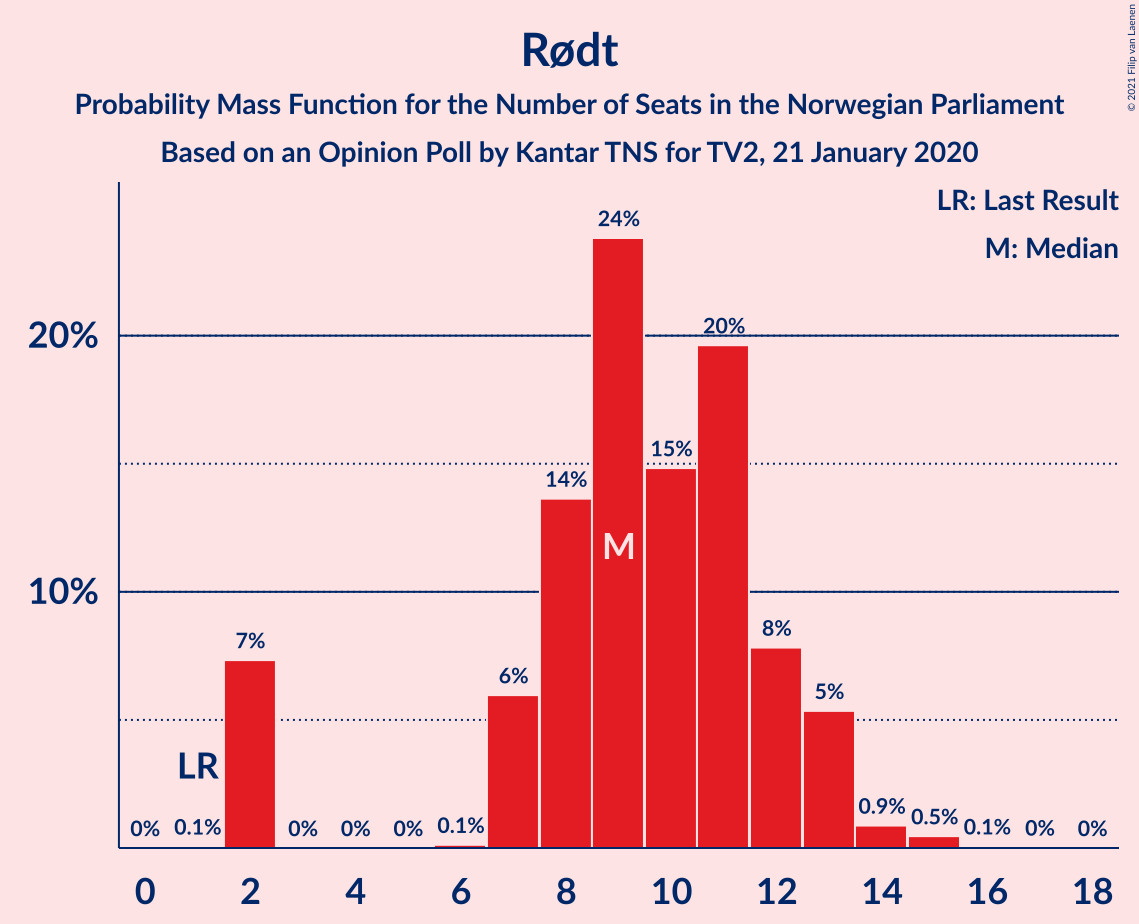 Rødt
Probability Mass Function for the Number of Seats in the Norwegian Parliament
Based on an Opinion Poll by Kantar TNS for TV2, 21 January 2020
© 2021 Filip van Laenen
LR: Last Result
M: Median
20%
10%
0% 0.1% 7% 0% 0% 0% 0.1% 6% 14% 24% 15% 20% 8% 5% 0.9% 0.5% 0.1% 0% 0%
LR
M
0 2 4 6 8 10 12 14 16 18